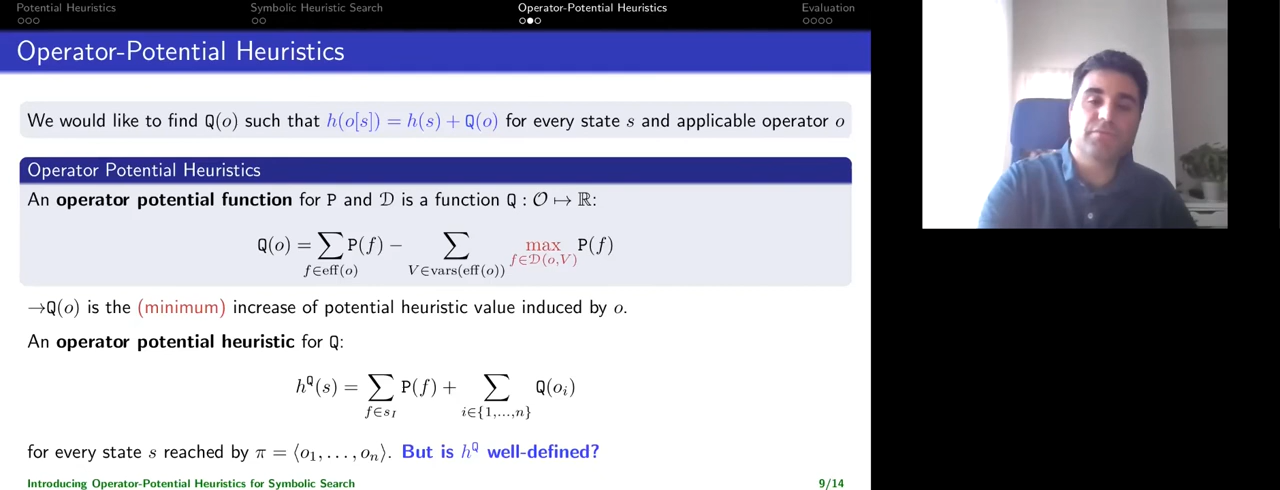 Potential Heuristics Symbolic Heuristic Search Operator-Potential Heuristics Evaluation
Operator-Potential Heuristics
We would like to find Q(o) such that h(o[s]) = h(s) + Q(o) for every state s and applicable operator o
Operator Potential Heuristics
An operator potential function for P and 𝒟 is a function Q : 𝒪 ↦ ℝ:
Q(o) = ∑_{f∈eff(o)} P(f) − ∑_{V∈vars(eff(o))} max_{f∈𝒟(o,V)} P(f)
→Q(o) is the (minimum) increase of potential heuristic value induced by o.
An operator potential heuristic for Q:
h^Q(s) = ∑_{f∈s_I} P(f) + ∑_{i∈{1,...,n}} Q(o_i)
for every state s reached by π = ⟨o₁, . . . , oₙ⟩. But is h^Q well-defined?
Introducing Operator-Potential Heuristics for Symbolic Search 9/14